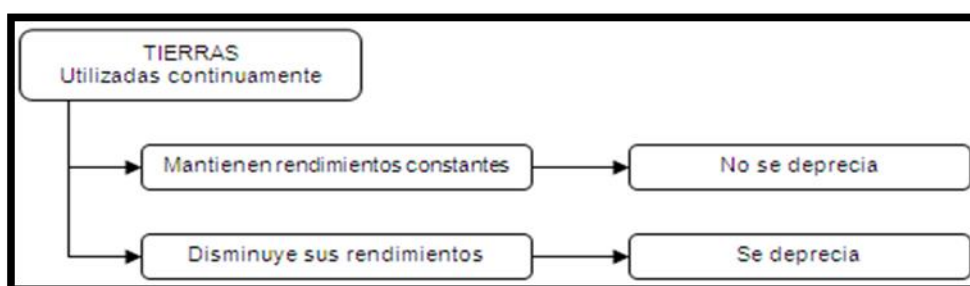 TIERRAS
Utilizadas continuamente
Mantienen rendimientos constantes
No se deprecia
Disminuye sus rendimientos
Se deprecia